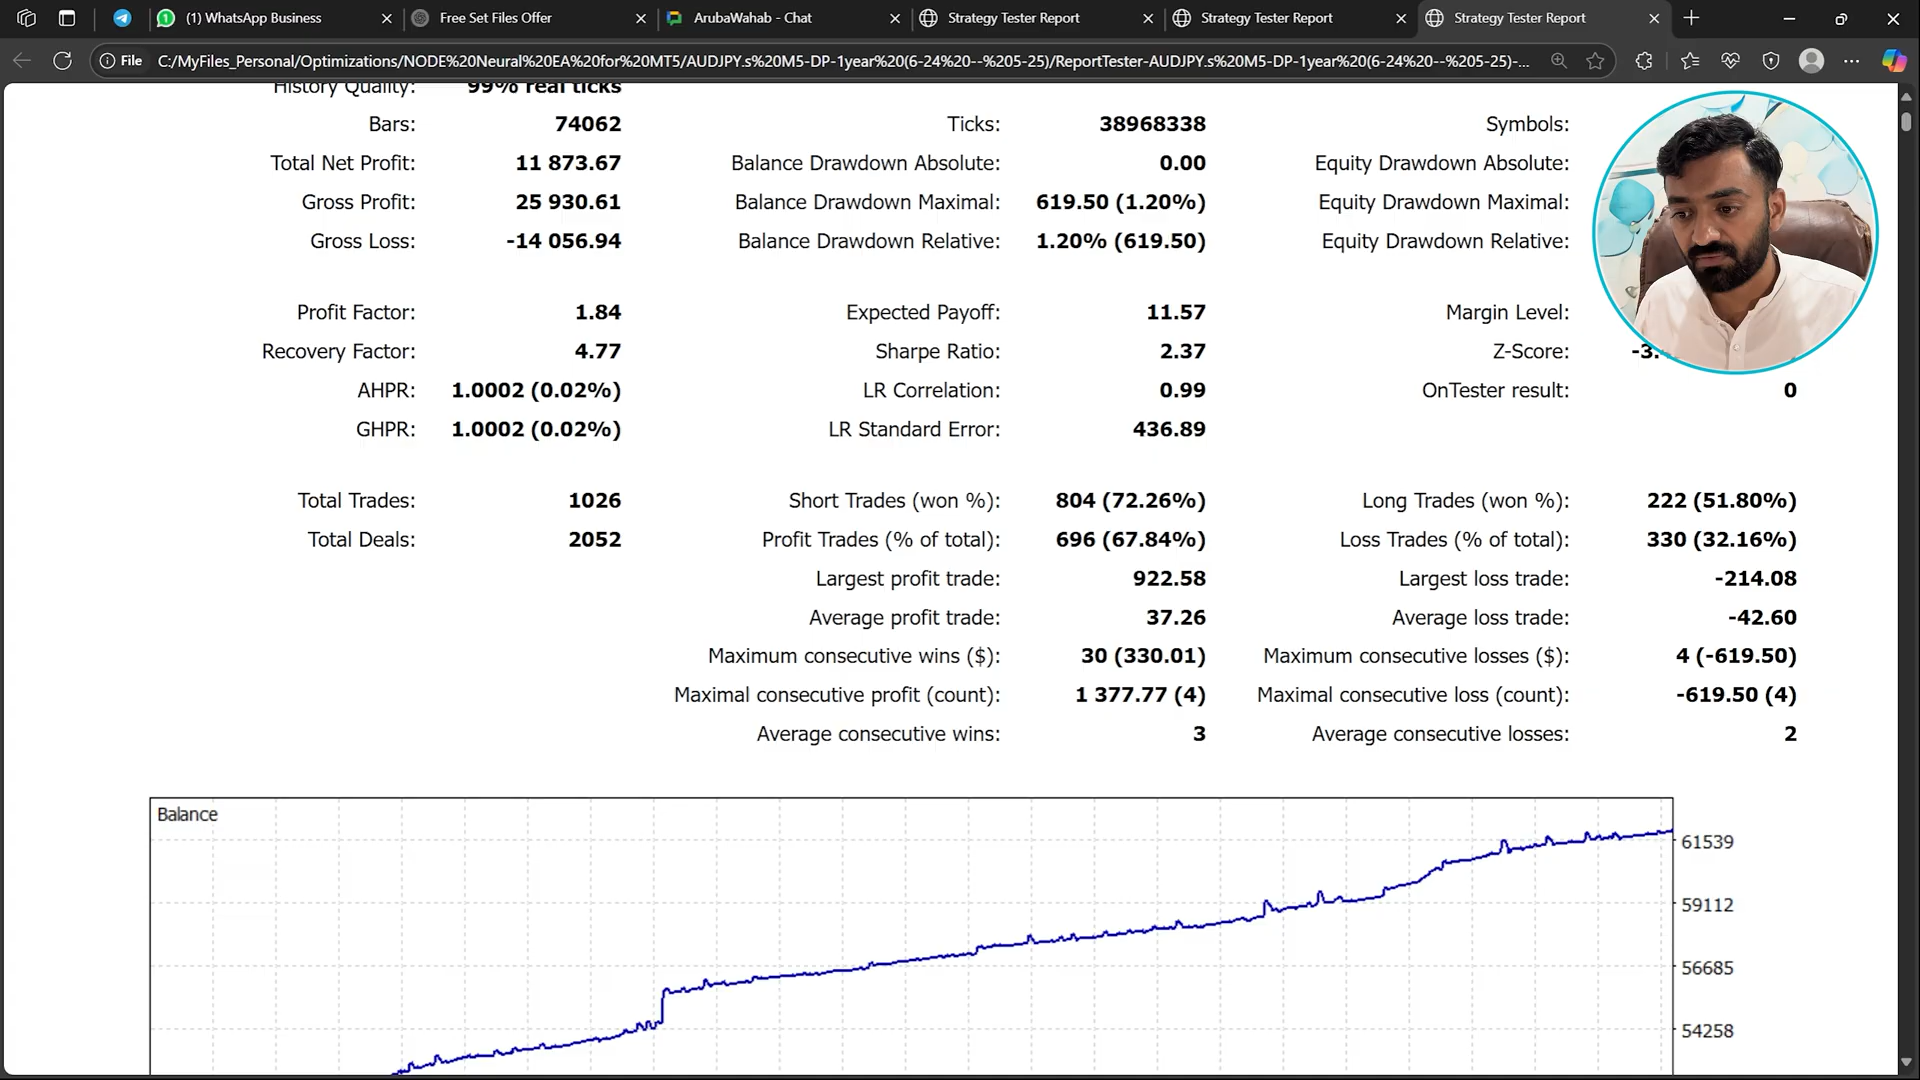 (1) WhatsApp Business
Free Set Files Offer
ArubaWahab - Chat
Strategy Tester Report
Strategy Tester Report
Strategy Tester Report
File C:/MyFiles_Personal/Optimizations/NODE%20Neural%20EA%20for%20MT5/AUDJPY.s%20M5-DP-1year%20(6-24%20--%205-25)/ReportTester-AUDJPY.s%20M5-DP-1year%20(6-24%20--%205-25)-...
History Quality: 99% real ticks
Bars: 74062 Ticks: 38968338 Symbols:
Total Net Profit: 11 873.67 Balance Drawdown Absolute: 0.00 Equity Drawdown Absolute:
Gross Profit: 25 930.61 Balance Drawdown Maximal: 619.50 (1.20%) Equity Drawdown Maximal:
Gross Loss: -14 056.94 Balance Drawdown Relative: 1.20% (619.50) Equity Drawdown Relative:
Profit Factor: 1.84 Expected Payoff: 11.57 Margin Level:
Recovery Factor: 4.77 Sharpe Ratio: 2.37 Z-Score: -3.
AHPR: 1.0002 (0.02%) LR Correlation: 0.99 OnTester result: 0
GHPR: 1.0002 (0.02%) LR Standard Error: 436.89
Total Trades: 1026 Short Trades (won %): 804 (72.26%) Long Trades (won %): 222 (51.80%)
Total Deals: 2052 Profit Trades (% of total): 696 (67.84%) Loss Trades (% of total): 330 (32.16%)
Largest profit trade: 922.58 Largest loss trade: -214.08
Average profit trade: 37.26 Average loss trade: -42.60
Maximum consecutive wins ($): 30 (330.01) Maximum consecutive losses ($): 4 (-619.50)
Maximal consecutive profit (count): 1 377.77 (4) Maximal consecutive loss (count): -619.50 (4)
Average consecutive wins: 3 Average consecutive losses: 2
Balance
61539
59112
56685
54258